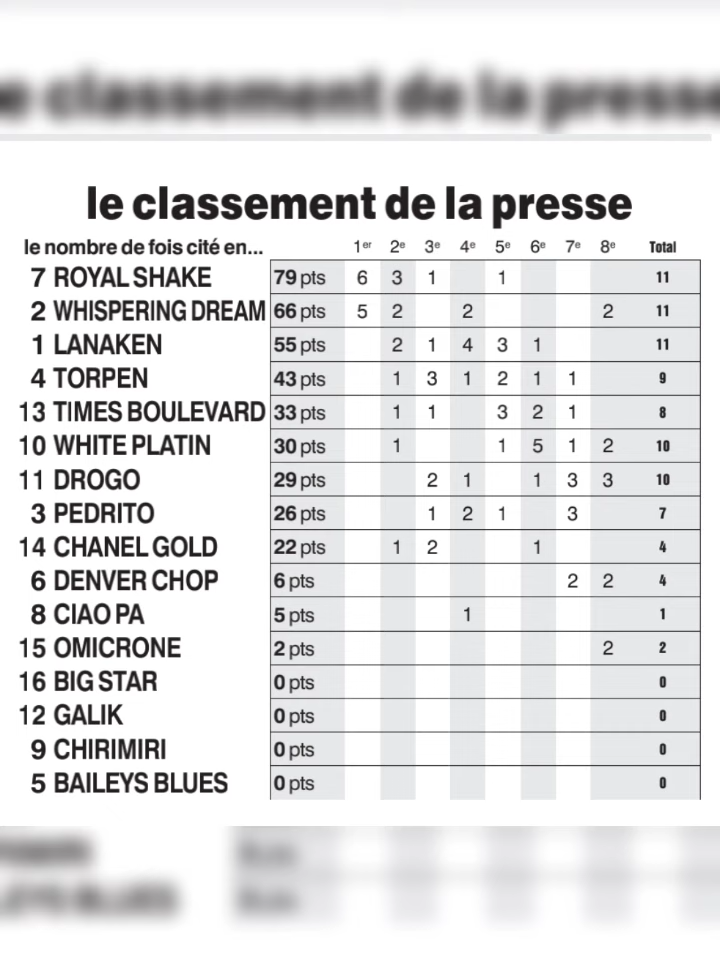 le classement de la presse
le classement de la presse
le nombre de fois cité en... 1er 2e 3e 4e 5e 6e 7e 8e Total
7 ROYAL SHAKE 79 pts 6 3 1 1 11
2 WHISPERING DREAM 66 pts 5 2 2 2 11
1 LANAKEN 55 pts 2 1 4 3 1 11
4 TORPEN 43 pts 1 3 1 2 1 1 9
13 TIMES BOULEVARD 33 pts 1 1 3 2 1 8
10 WHITE PLATIN 30 pts 1 1 5 1 2 10
11 DROGO 29 pts 2 1 1 3 3 10
3 PEDRITO 26 pts 1 2 1 3 7
14 CHANEL GOLD 22 pts 1 2 1 4
6 DENVER CHOP 6 pts 2 2 4
8 CIAO PA 5 pts 1 1
15 OMICRONE 2 pts 2 2
16 BIG STAR 0 pts 0
12 GALIK 0 pts 0
9 CHIRIMIRI 0 pts 0
5 BAILEYS BLUES 0 pts 0